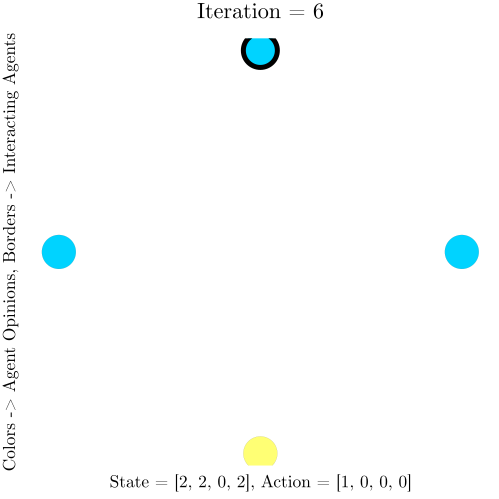 Iteration = 6
Colors -> Agent Opinions, Borders -> Interacting Agents
State = [2, 2, 0, 2], Action = [1, 0, 0, 0]